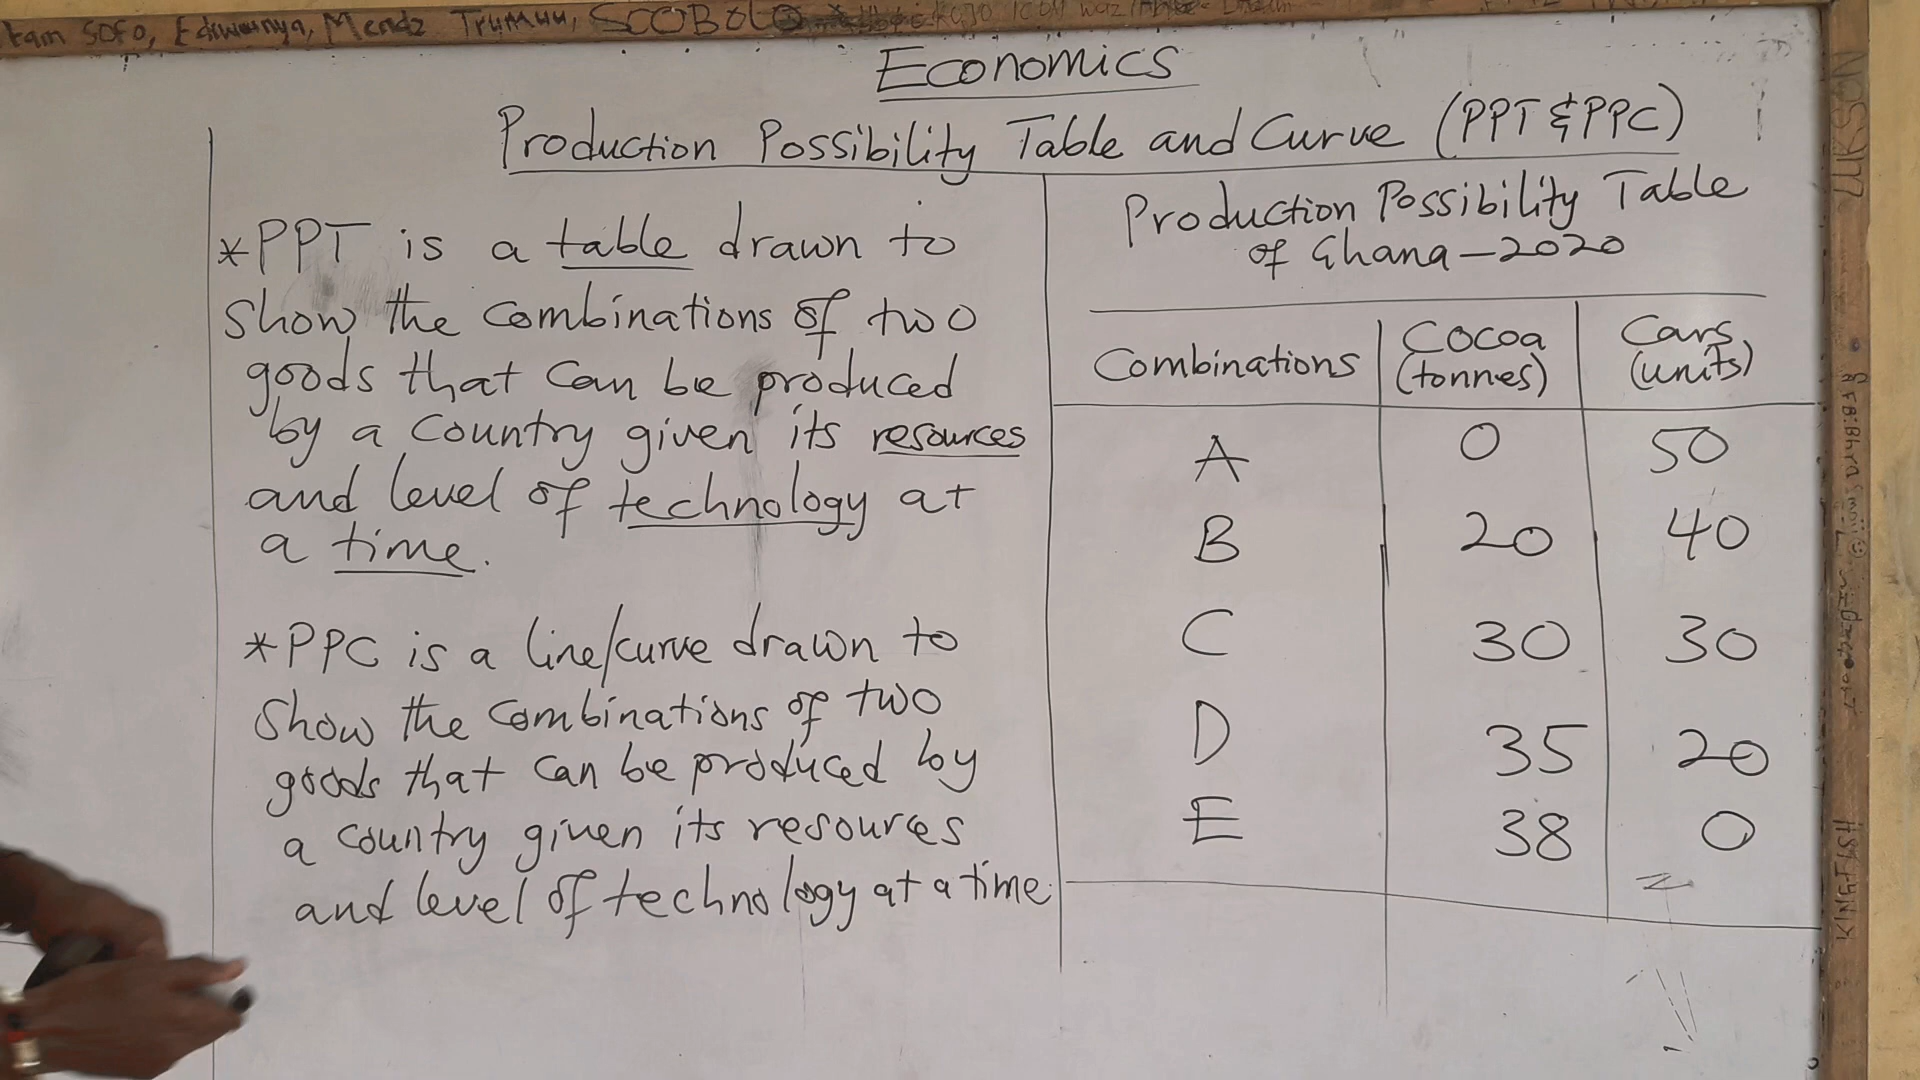 Economics
Production Possibility Table and Curve (PPT & PPC)
*PPT is a table drawn to
show the combinations of two
goods that can be produced
by a country given its resources
and level of technology at
a time.
*PPC is a line/curve drawn to
show the combinations of two
goods that can be produced by
a country given its resources
and level of technology at a time.
Production Possibility Table
of Ghana - 2020
Combinations Cocoa (tonnes) Cars (units)
A 0 50
B 20 40
C 30 30
D 35 20
E 38 0